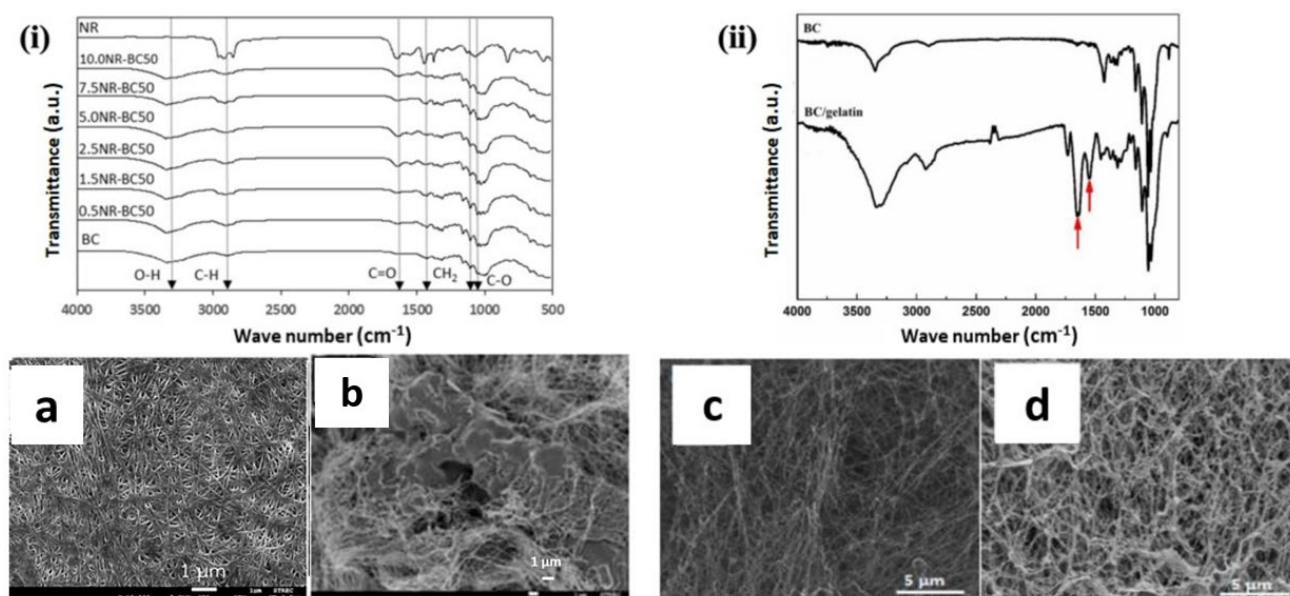 (i)
Transmittance (a.u.)
NR
10.0NR-BC50
7.5NR-BC50
5.0NR-BC50
2.5NR-BC50
1.5NR-BC50
0.5NR-BC50
BC
O-H
C-H
C=O
CH₂
C-O
4000 3000 2000 1500 1000 500
Wave number (cm⁻¹)
(ii)
Transmittance (a.u.)
BC
BC/gelatin
4000 3500 3000 2500 2000 1500 1000
Wave number (cm⁻¹)
a
1 μm
1μm STREC
b
1 μm
c
5 μm
d
5 μm